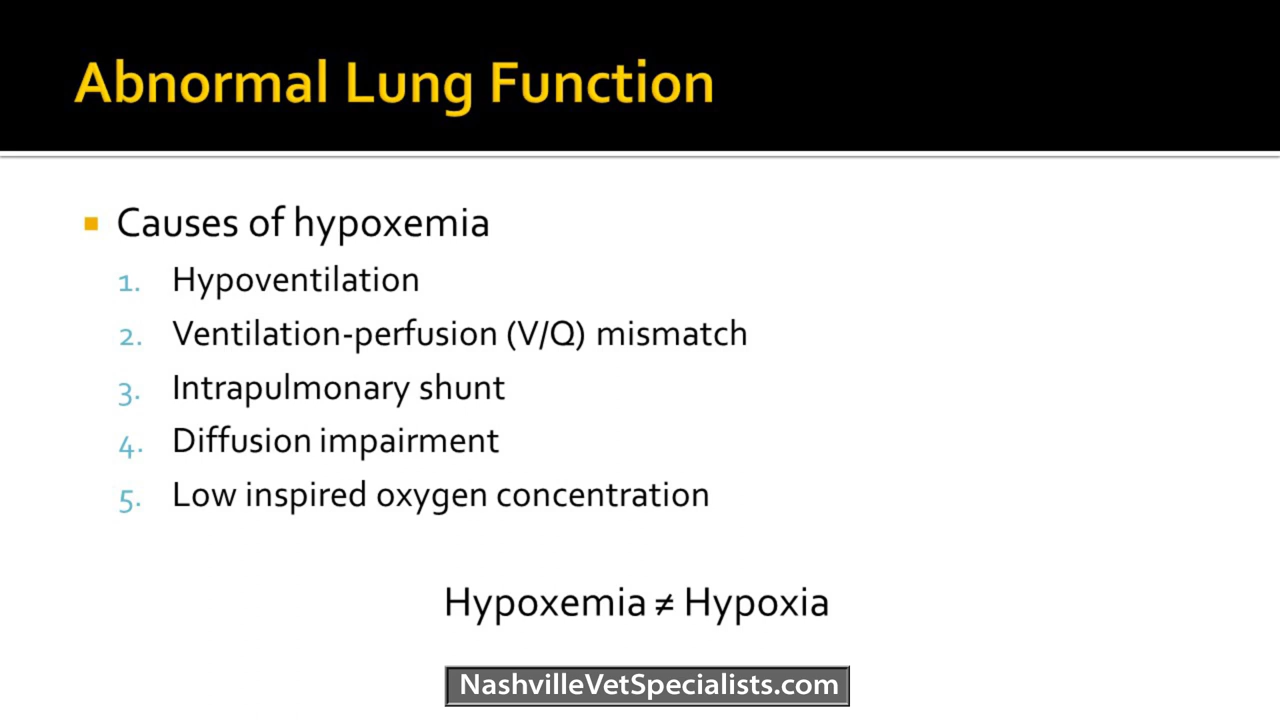 Abnormal Lung Function
Causes of hypoxemia
1. Hypoventilation
2. Ventilation-perfusion (V/Q) mismatch
3. Intrapulmonary shunt
4. Diffusion impairment
5. Low inspired oxygen concentration
Hypoxemia ≠ Hypoxia
NashvilleVetSpecialists.com